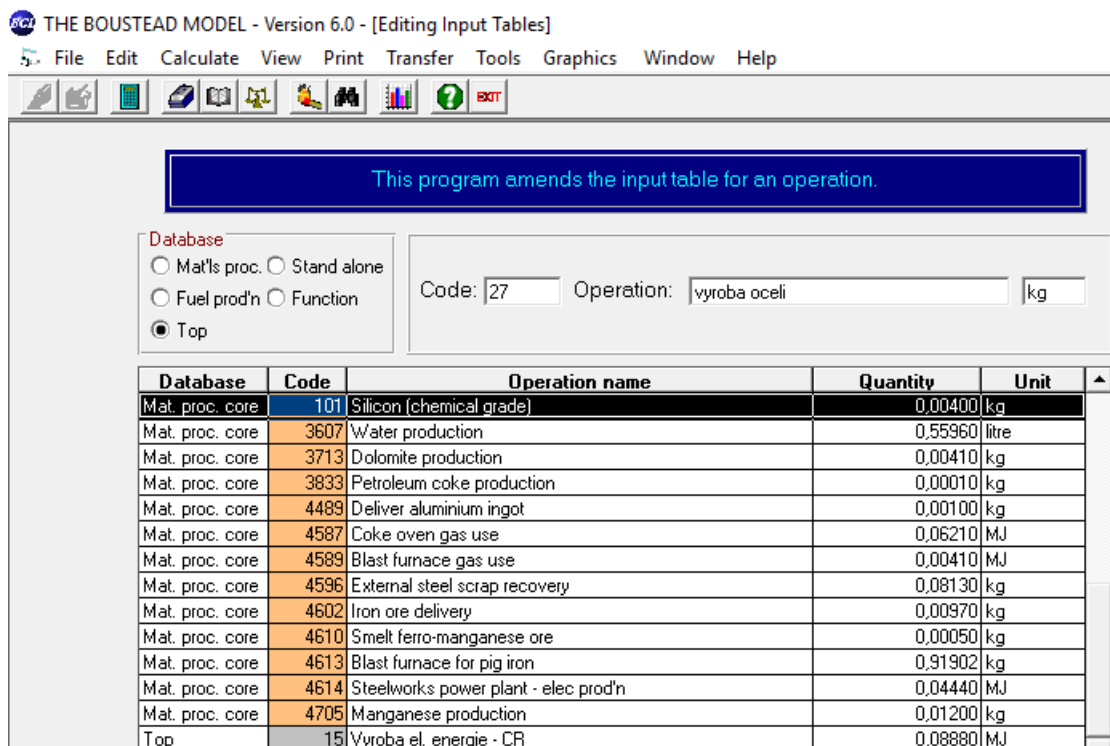 BCL THE BOUSTEAD MODEL - Version 6.0 - [Editing Input Tables]
File Edit Calculate View Print Transfer Tools Graphics Window Help
? EXIT
This program amends the input table for an operation.
Database
Mat'ls proc. Stand alone
Fuel prod'n Function
Top
Code: 27 Operation: vyroba oceli kg
Database Code Operation name Quantity Unit
Mat. proc. core 101 Silicon (chemical grade) 0,00400 kg
Mat. proc. core 3607 Water production 0,55960 litre
Mat. proc. core 3713 Dolomite production 0,00410 kg
Mat. proc. core 3833 Petroleum coke production 0,00010 kg
Mat. proc. core 4489 Deliver aluminium ingot 0,00100 kg
Mat. proc. core 4587 Coke oven gas use 0,06210 MJ
Mat. proc. core 4589 Blast furnace gas use 0,00410 MJ
Mat. proc. core 4596 External steel scrap recovery 0,08130 kg
Mat. proc. core 4602 Iron ore delivery 0,00970 kg
Mat. proc. core 4610 Smelt ferro-manganese ore 0,00050 kg
Mat. proc. core 4613 Blast furnace for pig iron 0,91902 kg
Mat. proc. core 4614 Steelworks power plant - elec prod'n 0,04440 MJ
Mat. proc. core 4705 Manganese production 0,01200 kg
Top 15 Vyroba el. energie - CR 0,08880 MJ